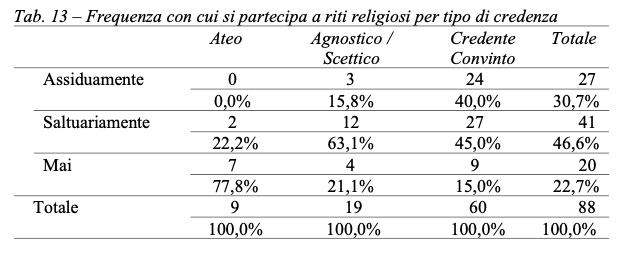 Tab. 13 – Frequenza con cui si partecipa a riti religiosi per tipo di credenza
Ateo Agnostico / Credente Totale
Scettico Convinto
Assiduamente 0 3 24 27
0,0% 15,8% 40,0% 30,7%
Saltuariamente 2 12 27 41
22,2% 63,1% 45,0% 46,6%
Mai 7 4 9 20
77,8% 21,1% 15,0% 22,7%
Totale 9 19 60 88
100,0% 100,0% 100,0% 100,0%